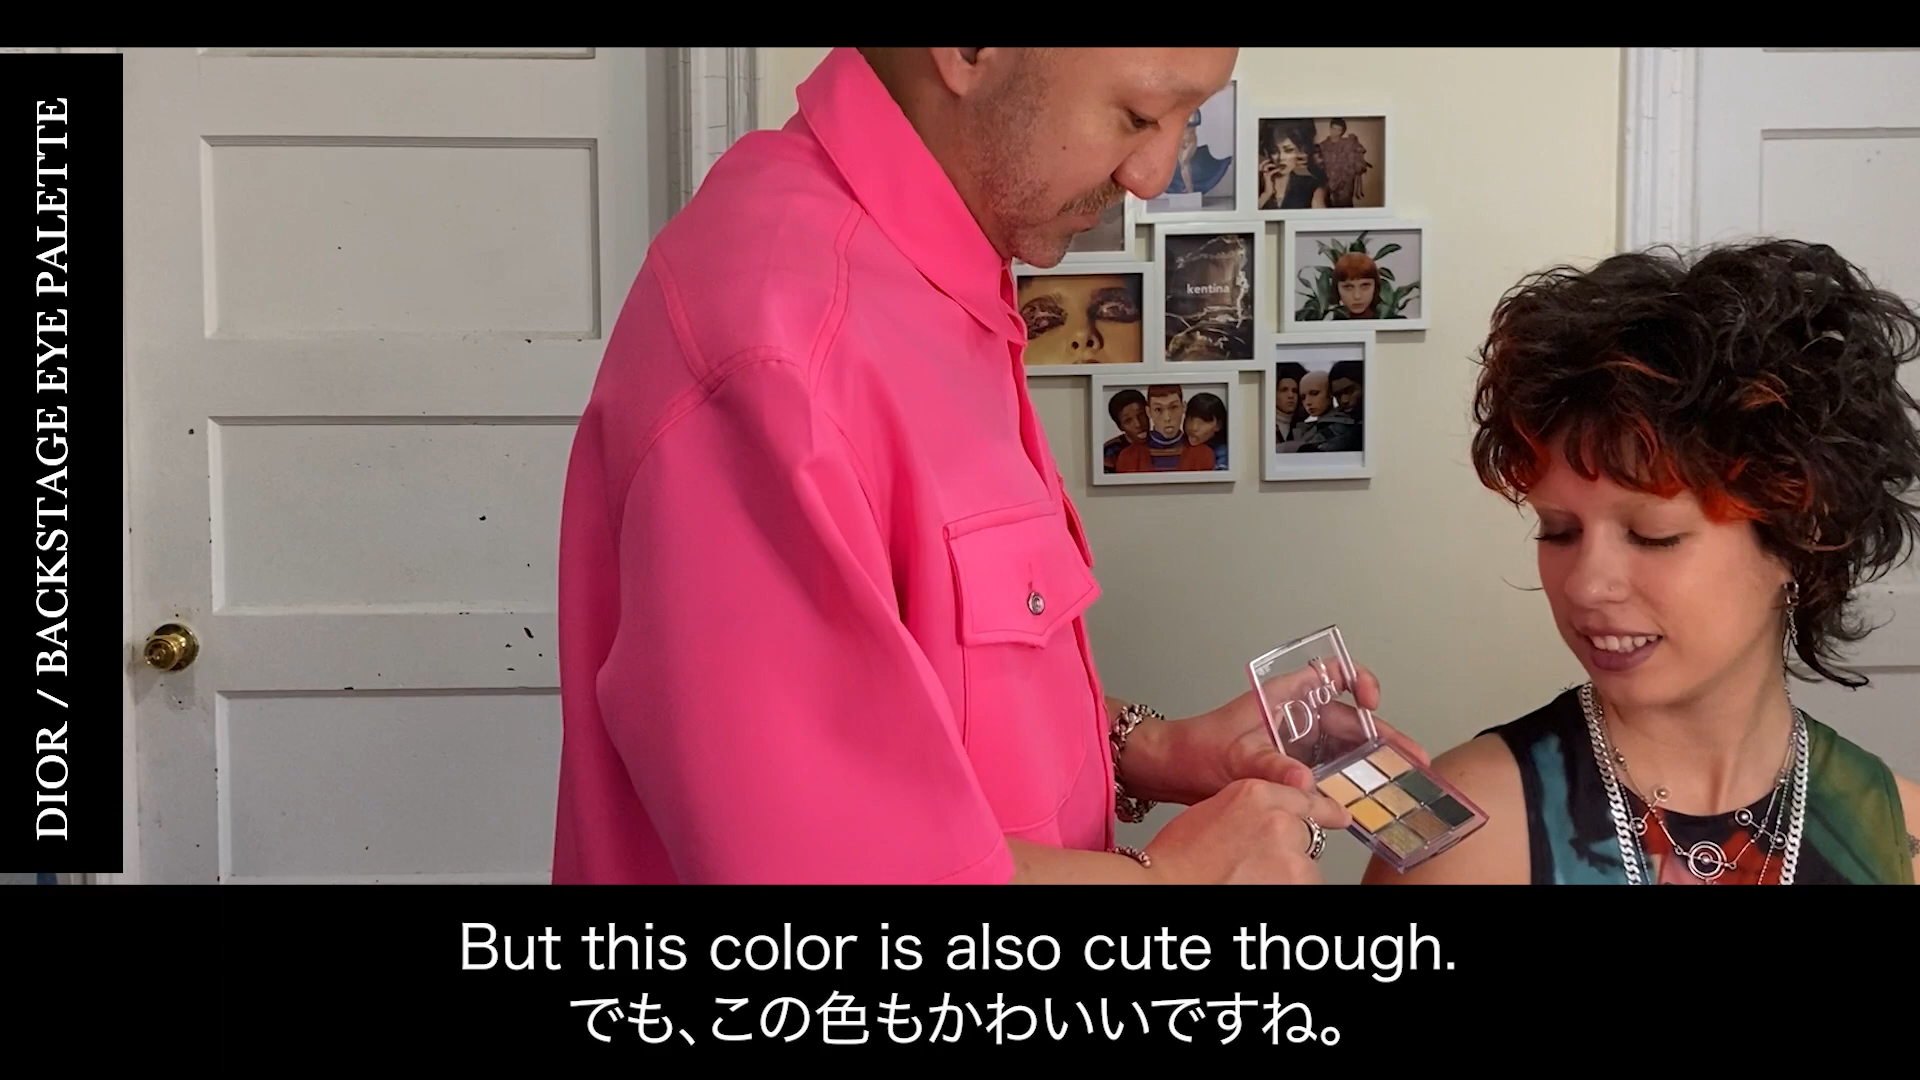 DIOR / BACKSTAGE EYE PALETTE
kentina
Dior
But this color is also cute though.
でも、この色もかわいいですね。